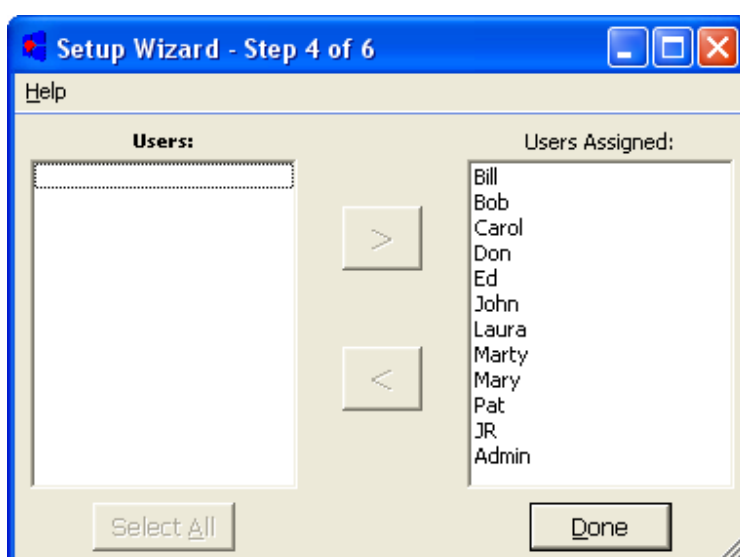 Setup Wizard - Step 4 of 6
Help
Users:
Users Assigned:
Bill
Bob
Carol
Don
Ed
John
Laura
Marty
Mary
Pat
JR
Admin
>
<
Select All
Done